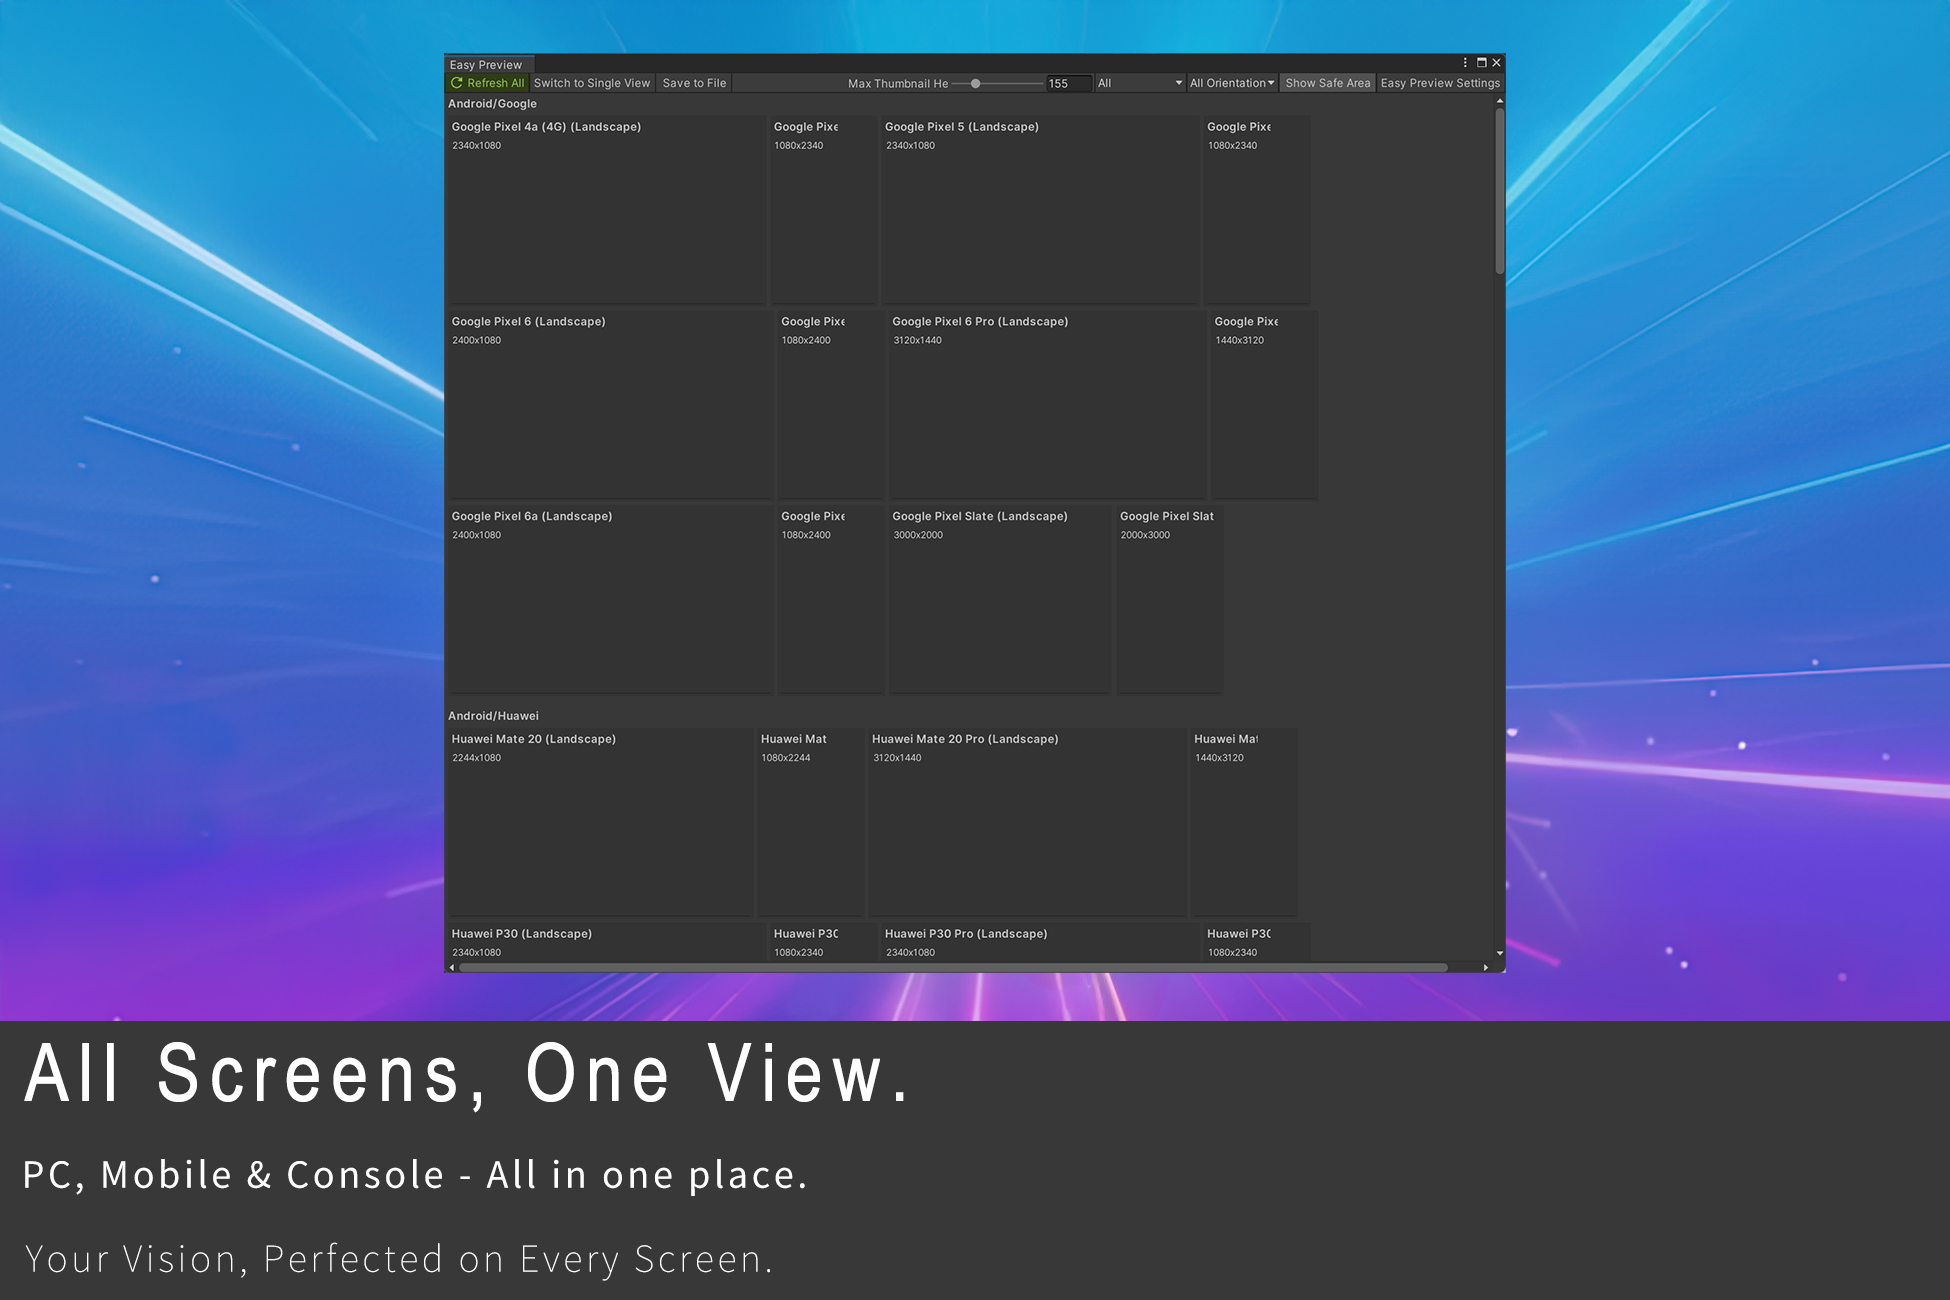 Easy Preview
Refresh All Switch to Single View Save to File Max Thumbnail He 155 All All Orientation Show Safe Area Easy Preview Settings
Android/Google
Google Pixel 4a (4G) (Landscape) Google Pixe Google Pixel 5 (Landscape) Google Pixe
2340x1080 1080x2340 2340x1080 1080x2340
Google Pixel 6 (Landscape) Google Pixe Google Pixel 6 Pro (Landscape) Google Pixe
2400x1080 1080x2400 3120x1440 1440x3120
Google Pixel 6a (Landscape) Google Pixe Google Pixel Slate (Landscape) Google Pixel Slat
2400x1080 1080x2400 3000x2000 2000x3000
Android/Huawei
Huawei Mate 20 (Landscape) Huawei Mat Huawei Mate 20 Pro (Landscape) Huawei Mat
2244x1080 1080x2244 3120x1440 1440x3120
Huawei P30 (Landscape) Huawei P30 Huawei P30 Pro (Landscape) Huawei P30
2340x1080 1080x2340 2340x1080 1080x2340
All Screens, One View.
PC, Mobile & Console - All in one place.
Your Vision, Perfected on Every Screen.